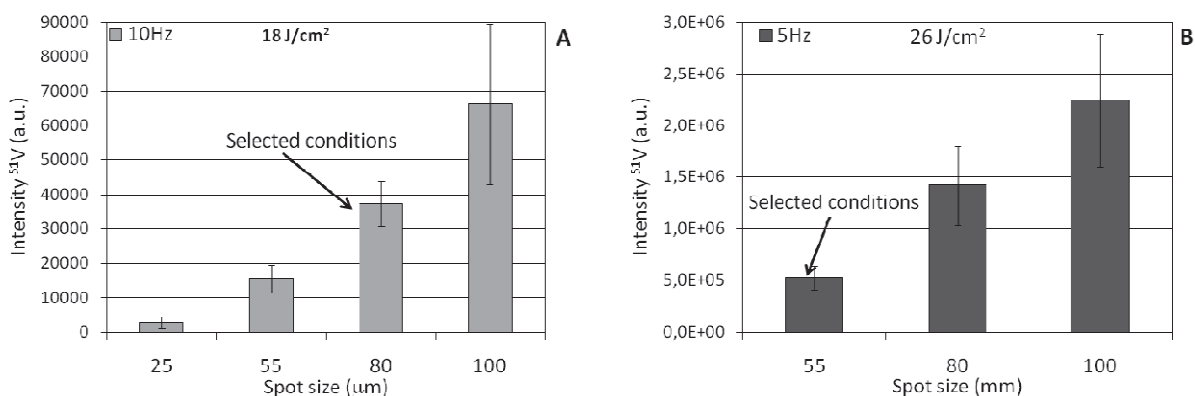 10Hz 18 J/cm² A
90000
80000
70000
60000
50000
40000
30000
20000
10000
0
Intensity ⁵¹V (a.u.)
Selected conditions
25 55 80 100
Spot size (µm)
5Hz 26 J/cm² B
3,0E+06
2,5E+06
2,0E+06
1,5E+06
1,0E+06
5,0E+05
0,0E+00
Intensity ⁵¹V (a.u.)
Selected conditions
55 80 100
Spot size (mm)